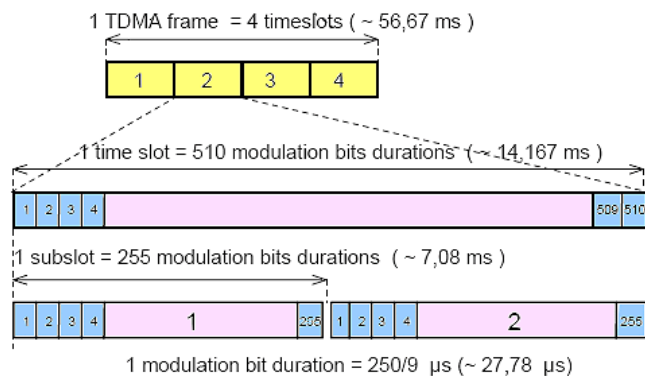 1 TDMA frame = 4 timeslots ( ~ 56,67 ms )
1 2 3 4
1 time slot = 510 modulation bits durations (~ 14,167 ms )
1 2 3 4 509 510
1 subslot = 255 modulation bits durations ( ~ 7,08 ms )
1 2 3 4 1 255 1 2 3 4 2 255
1 modulation bit duration = 250/9 µs (~ 27,78 µs)